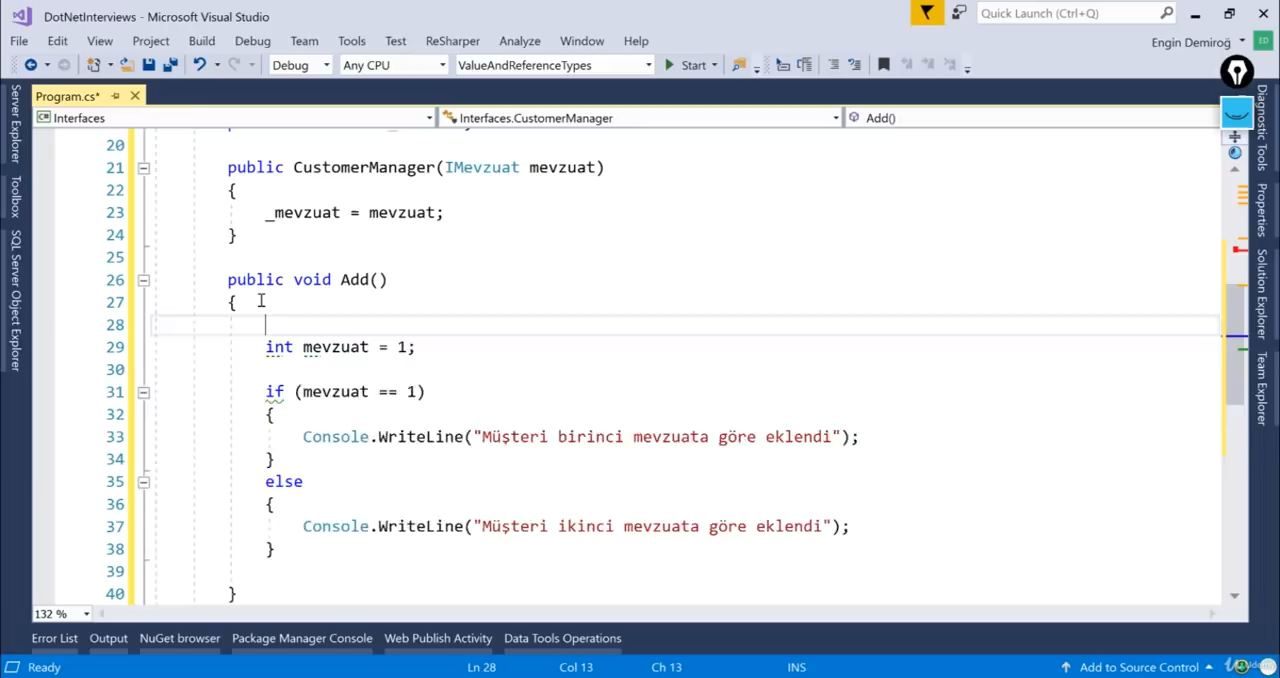 DotNetInterviews - Microsoft Visual Studio
Quick Launch (Ctrl+Q)
File Edit View Project Build Debug Team Tools Test ReSharper Analyze Window Help
Engin Demiroğ
ED
Debug Any CPU ValueAndReferenceTypes Start
Program.cs*
Interfaces Interfaces.CustomerManager Add()
Server Explorer
Toolbox
SQL Server Object Explorer
20
21 public CustomerManager(IMevzuat mevzuat)
22 {
23 _mevzuat = mevzuat;
24 }
25
26 public void Add()
27 {
28
29 int mevzuat = 1;
30
31 if (mevzuat == 1)
32 {
33 Console.WriteLine("Müşteri birinci mevzuata göre eklendi");
34 }
35 else
36 {
37 Console.WriteLine("Müşteri ikinci mevzuata göre eklendi");
38 }
39
40 }
Diagnostic Tools
Properties
Solution Explorer
Team Explorer
132 %
Error List Output NuGet browser Package Manager Console Web Publish Activity Data Tools Operations
Ready Ln 28 Col 13 Ch 13 INS Add to Source Control